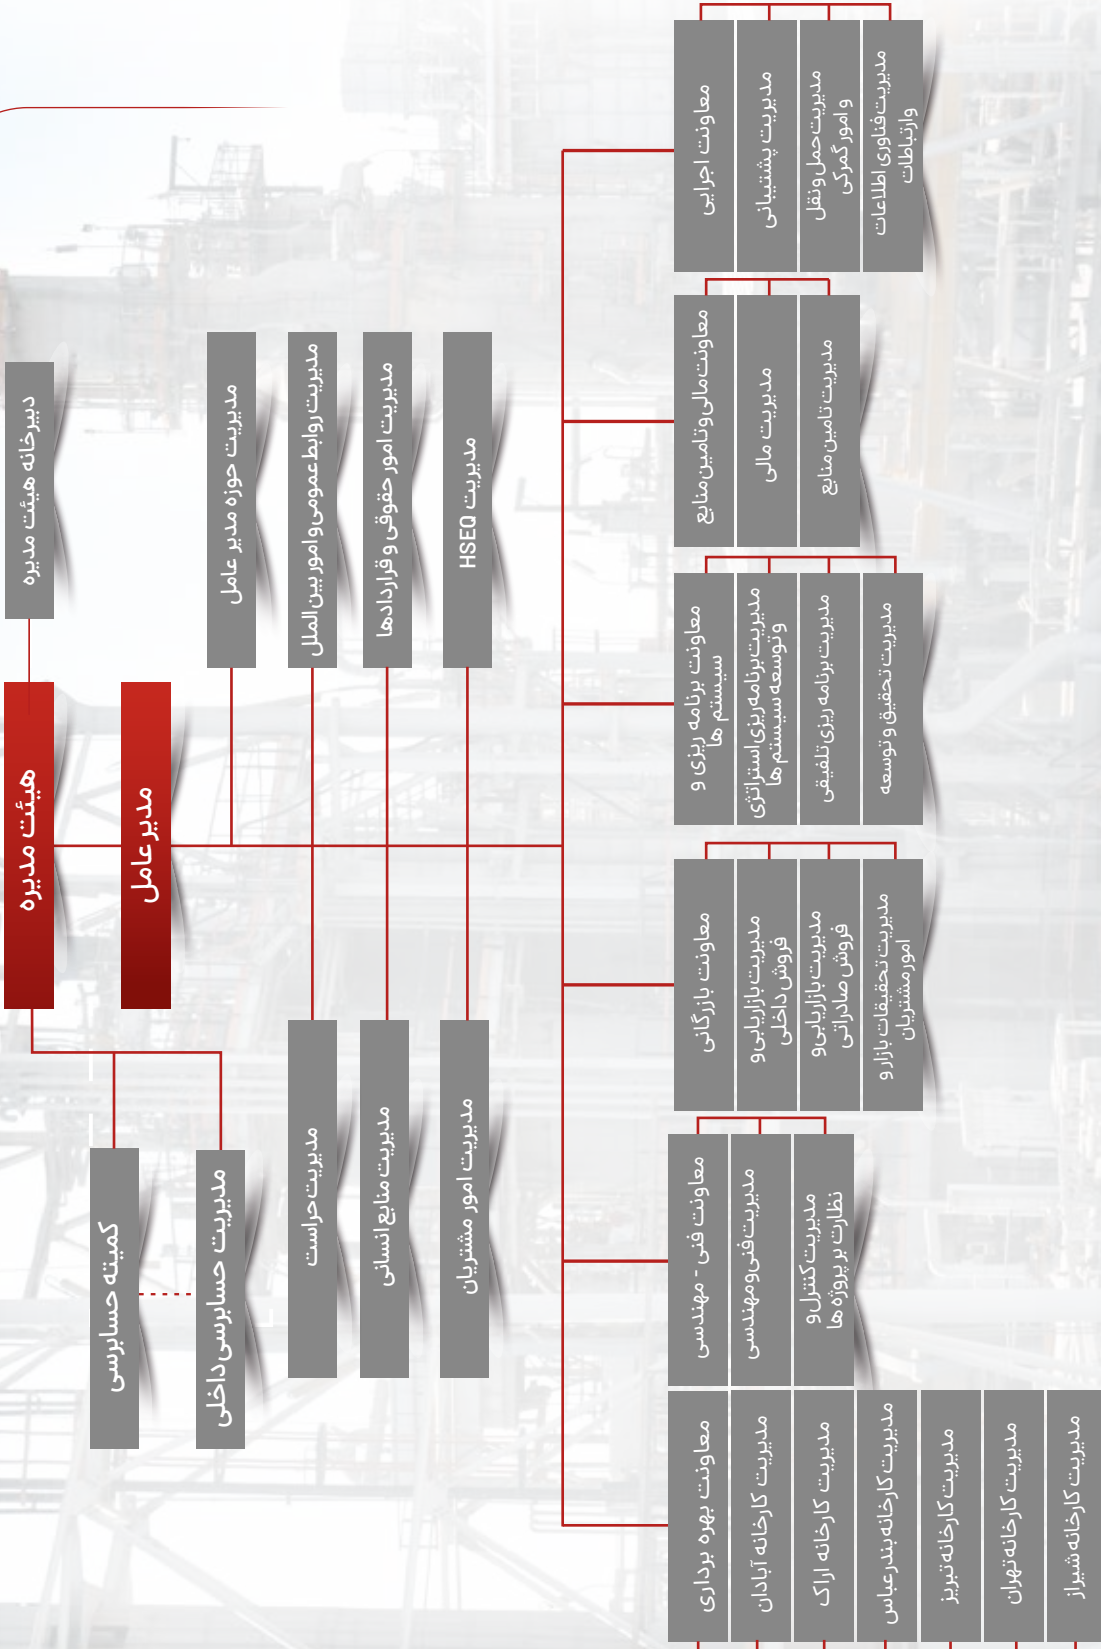 هیئت مدیره
دبیرخانه هیئت مدیره
مدیر عامل
کمیته حسابرسی
مدیریت حسابرسی داخلی
مدیریت حوزه مدیر عامل
مدیریت روابط عمومی و امور بین الملل
مدیریت امور حقوقی و قراردادها
مدیریت HSEQ
مدیریت حراست
مدیریت منابع انسانی
مدیریت امور مشتریان
معاونت اجرایی
مدیریت پشتیبانی
مدیریت حمل و نقل
و امور گمرکی
مدیریت فناوری اطلاعات
وارتباطات
معاونت مالی و تامین منابع
مدیریت مالی
مدیریت تامین منابع
معاونت برنامه ریزی و
سیستم ها
مدیریت برنامه ریزی استراتژی
و توسعه سیستم ها
مدیریت برنامه ریزی تلفیقی
مدیریت تحقیق و توسعه
معاونت بازرگانی
مدیریت بازاریابی و
فروش داخلی
مدیریت بازاریابی و
فروش صادراتی
مدیریت تحقیقات بازار و
امور مشتریان
معاونت فنی - مهندسی
مدیریت فنی و مهندسی
مدیریت کنترل و
نظارت بر پروژه ها
معاونت بهره برداری
مدیریت کارخانه آبادان
مدیریت کارخانه اراک
مدیریت کارخانه بندرعباس
مدیریت کارخانه تبریز
مدیریت کارخانه تهران
مدیریت کارخانه شیراز